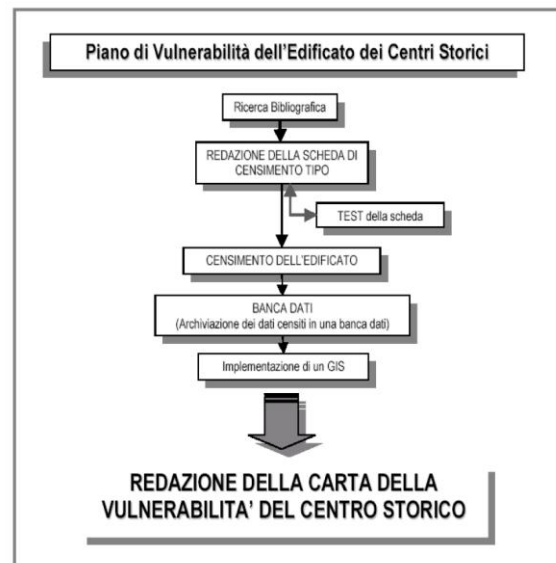 Piano di Vulnerabilità dell'Edificato dei Centri Storici
Ricerca Bibliografica
REDAZIONE DELLA SCHEDA DI
CENSIMENTO TIPO
TEST della scheda
CENSIMENTO DELL'EDIFICATO
BANCA DATI
(Archiviazione dei dati censiti in una banca dati)
Implementazione di un GIS
REDAZIONE DELLA CARTA DELLA
VULNERABILITA' DEL CENTRO STORICO